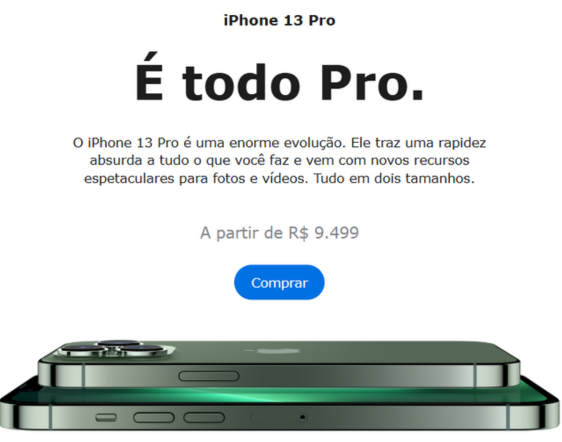 iPhone 13 Pro
É todo Pro.
O iPhone 13 Pro é uma enorme evolução. Ele traz uma rapidez
absurda a tudo o que você faz e vem com novos recursos
espetaculares para fotos e vídeos. Tudo em dois tamanhos.
A partir de R$ 9.499
Comprar